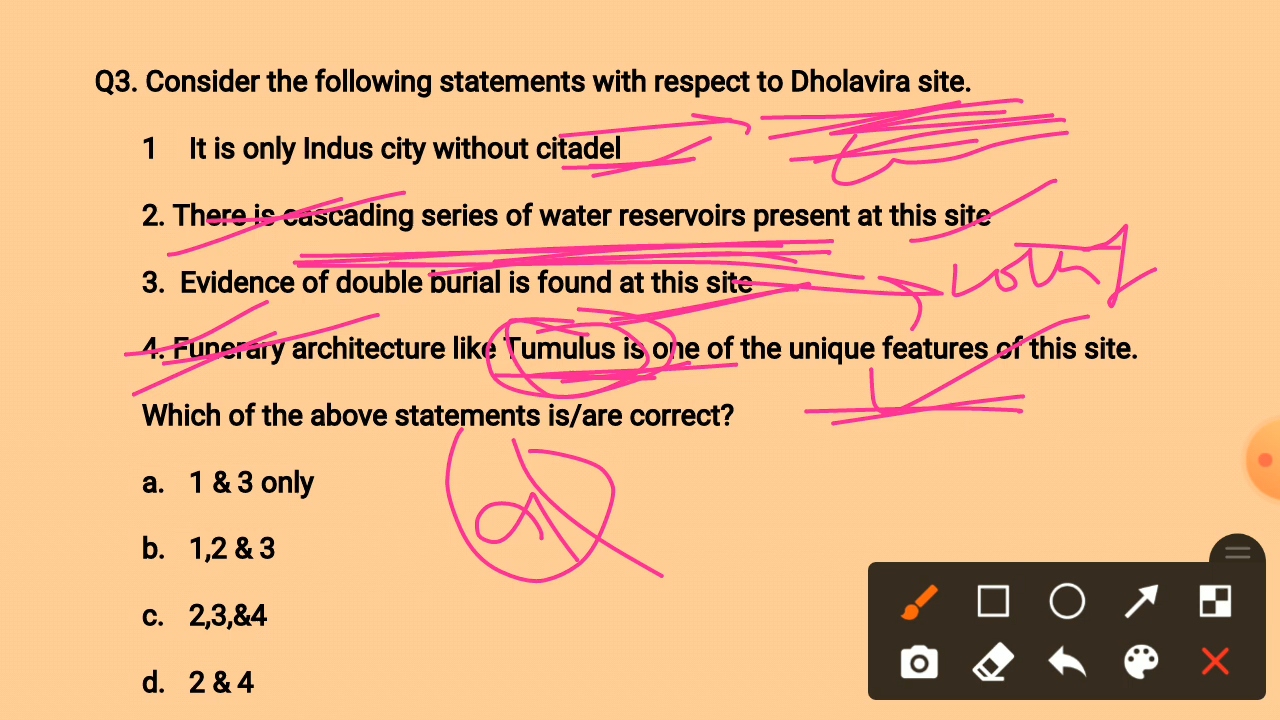 Q3. Consider the following statements with respect to Dholavira site.
1 It is only Indus city without citadel
2. There is cascading series of water reservoirs present at this site
3. Evidence of double burial is found at this site
4. Funerary architecture like Tumulus is one of the unique features of this site.
Which of the above statements is/are correct?
a. 1 & 3 only
b. 1,2 & 3
c. 2,3,&4
d. 2 & 4